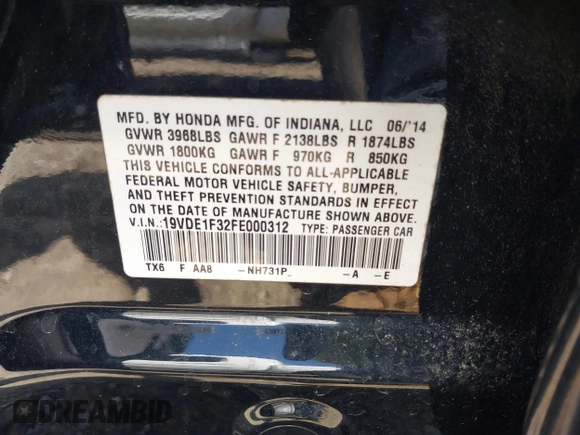 MFD. BY HONDA MFG. OF INDIANA, LLC 06/'14
GVWR 3968LBS GAWR F 2138LBS R 1874LBS
GVWR 1800KG GAWR F 970KG R 850KG
THIS VEHICLE CONFORMS TO ALL-APPLICABLE
FEDERAL MOTOR VEHICLE SAFETY, BUMPER,
AND THEFT PREVENTION STANDARDS IN EFFECT
ON THE DATE OF MANUFACTURE SHOWN ABOVE.
V.I.N.:19VDE1F32FE000312 TYPE: PASSENGER CAR
TX6 F AA8 -NH731P_ -A -E
DREAMBID